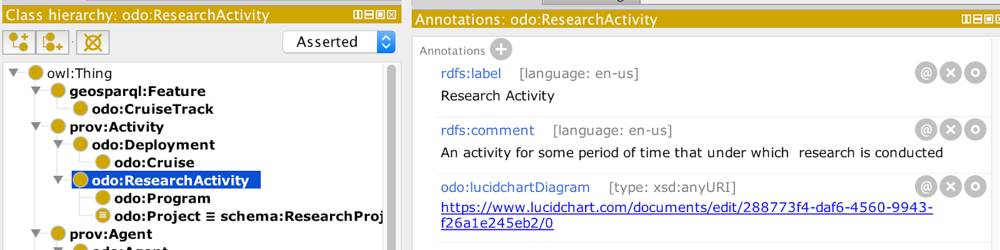 Class hierarchy: odo:ResearchActivity
Asserted
owl:Thing
geosparql:Feature
odo:CruiseTrack
prov:Activity
odo:Deployment
odo:Cruise
odo:ResearchActivity
odo:Program
odo:Project ≡ schema:ResearchProj
prov:Agent
odo:Agent
Annotations: odo:ResearchActivity
Annotations
rdfs:label [language: en-us]
Research Activity
rdfs:comment [language: en-us]
An activity for some period of time that under which  research is conducted
odo:lucidchartDiagram [type: xsd:anyURI]
https://www.lucidchart.com/documents/edit/288773f4-daf6-4560-9943-
f26a1e245eb2/0